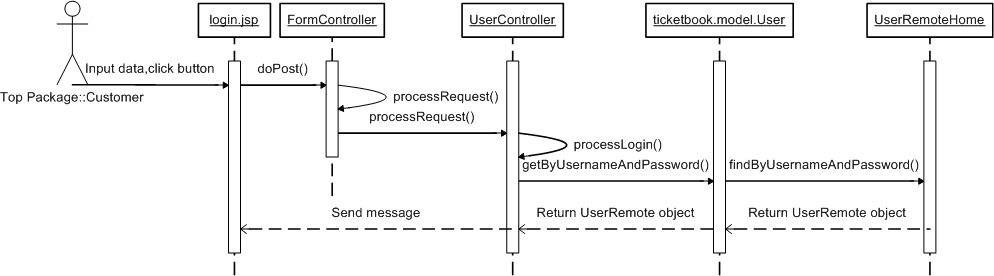 login.jsp
FormController
UserController
ticketbook.model.User
UserRemoteHome
Input data,click button
doPost()
Top Package::Customer
processRequest()
processRequest()
processLogin()
getByUsernameAndPassword()
findByUsernameAndPassword()
Send message
Return UserRemote object
Return UserRemote object